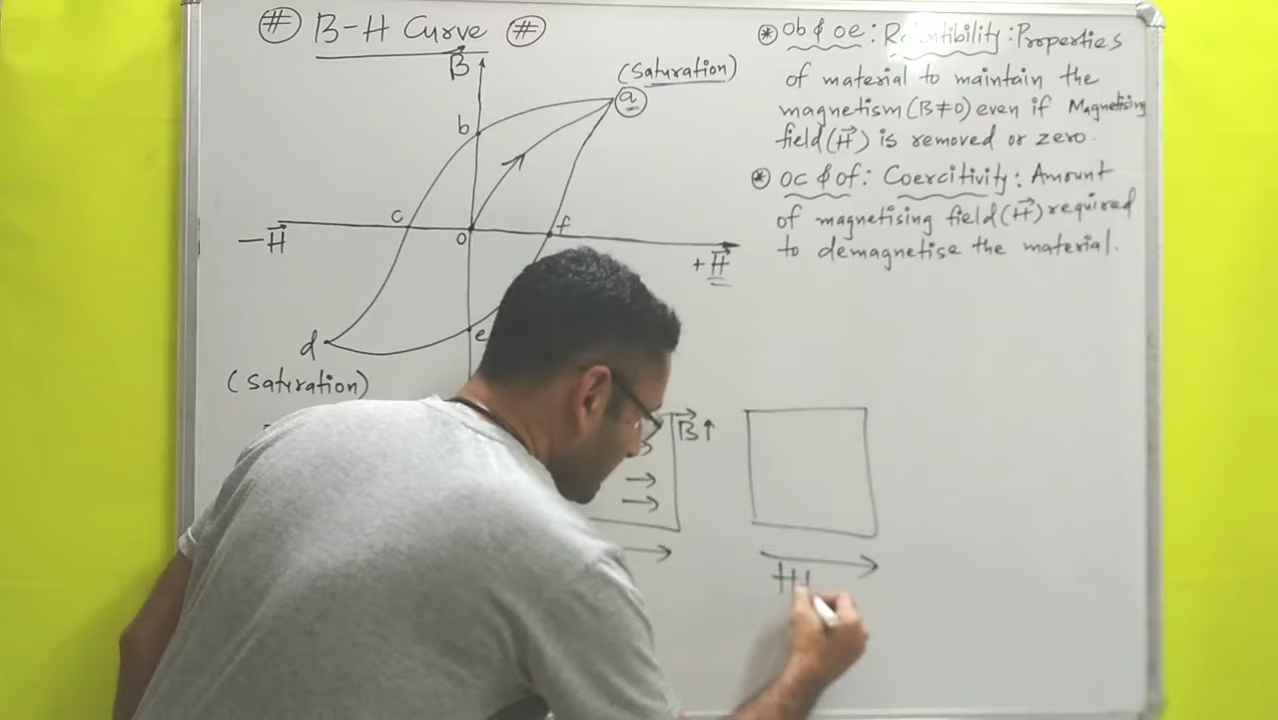 # B-H Curve #
B
(Saturation)
a
b
c
f
o
-H
+H
e
d
(Saturation)
* ob & oe: :Properties
of material to maintain the
magnetism (B≠0) even if Magnetising
field (H) is removed or zero.
* oc & of: Coercitivity: Amount
of magnetising field (H) required
to demagnetise the material.
B↑